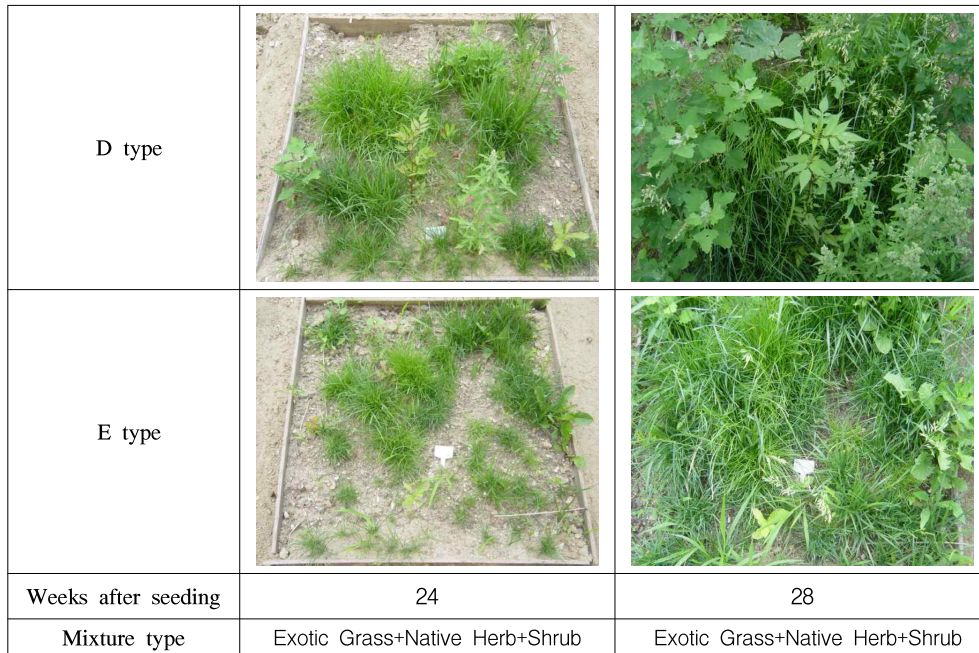 D type
E type
Weeks after seeding 24 28
Mixture type Exotic Grass+Native Herb+Shrub Exotic Grass+Native Herb+Shrub